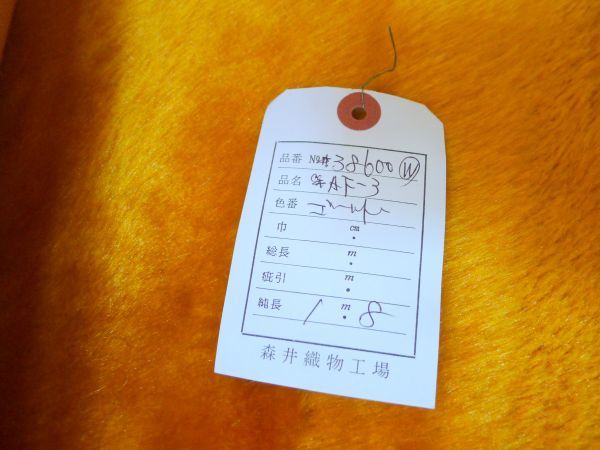 品番 No# 38600 Ⓦ
品名 AF-3
色番 ゴールド
巾 cm
総長 m
疵引 m
純長 1 m 8
森井織物工場